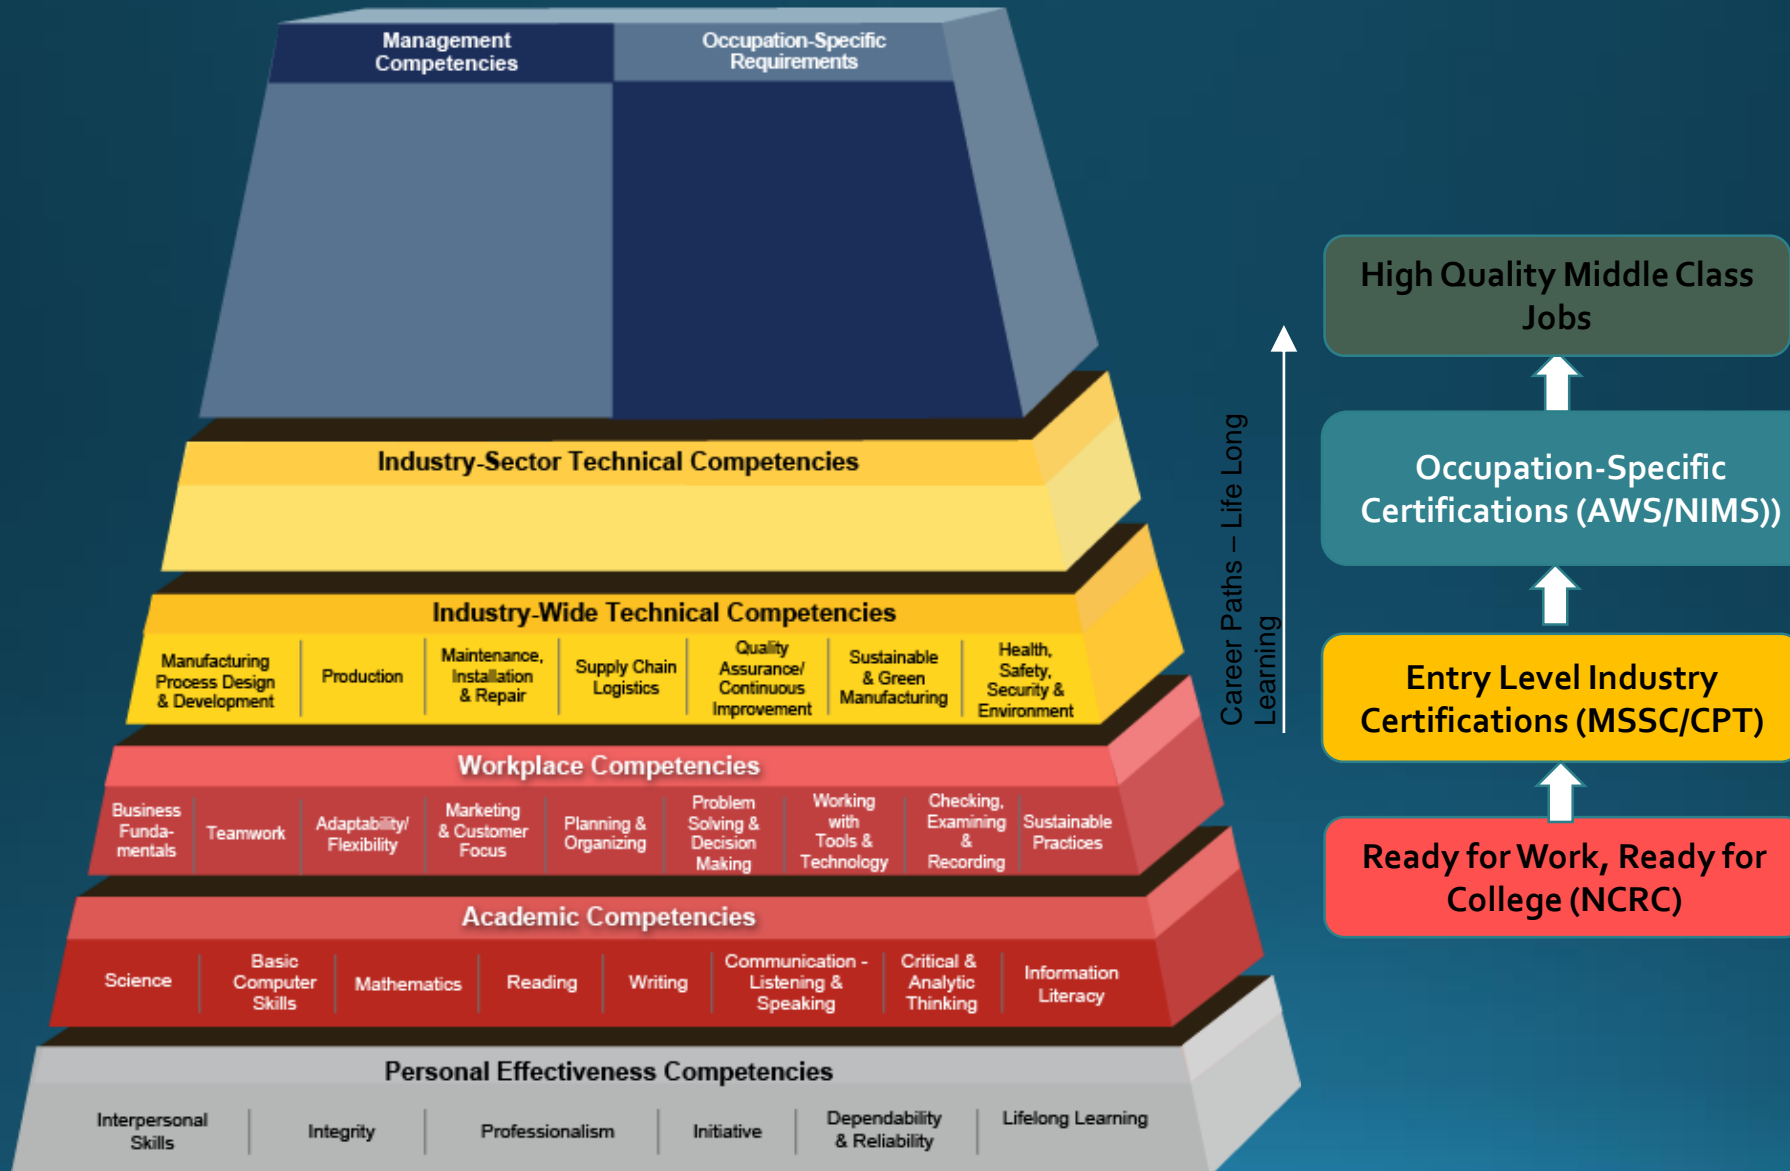 Management
Competencies
Occupation-Specific
Requirements
Industry-Sector Technical Competencies
Industry-Wide Technical Competencies
Manufacturing
Process Design
& Development
Production
Maintenance,
Installation
& Repair
Supply Chain
Logistics
Quality
Assurance/
Continuous
Improvement
Sustainable
& Green
Manufacturing
Health,
Safety,
Security &
Environment
Workplace Competencies
Business
Funda-
mentals
Teamwork
Adaptability/
Flexibility
Marketing
& Customer
Focus
Planning &
Organizing
Problem
Solving &
Decision
Making
Working
with
Tools &
Technology
Checking,
Examining
&
Recording
Sustainable
Practices
Academic Competencies
Science
Basic
Computer
Skills
Mathematics
Reading
Writing
Communication -
Listening &
Speaking
Critical &
Analytic
Thinking
Information
Literacy
Personal Effectiveness Competencies
Interpersonal
Skills
Integrity
Professionalism
Initiative
Dependability
& Reliability
Lifelong Learning
Career Paths – Life Long
Learning
High Quality Middle Class
Jobs
Occupation-Specific
Certifications (AWS/NIMS))
Entry Level Industry
Certifications (MSSC/CPT)
Ready for Work, Ready for
College (NCRC)